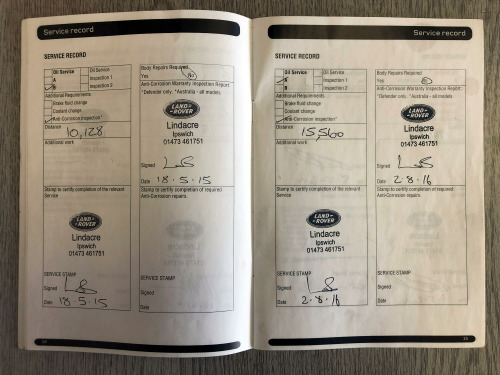 Service record
SERVICE RECORD
Oil Service
Oil Service
A
Inspection 1
B
Inspection 2
Additional Requirements
Brake fluid change
Coolant change
Anti-Corrosion inspection*
Distance
10,128
Additional work
Body Repairs Required
Yes
No
Anti-Corrosion Warranty Inspection Report
*Defender only. *Australia - all models.
LAND-
ROVER
Lindacre
Ipswich
01473 461751
Signed
Date 18.5.15
Stamp to certify completion of the relevant
Service
LAND-
ROVER
Lindacre
Ipswich
01473 461751
SERVICE STAMP
Signed
Date 18.5.15
Stamp to certify completion of required
Anti-Corrosion repairs.
SERVICE STAMP
Signed
Date
Service record
SERVICE RECORD
Oil Service
Oil Service
A
Inspection 1
B
Inspection 2
Additional Requirements
Brake fluid change
Coolant change
Anti-Corrosion inspection*
Distance
15,560
Additional work
Body Repairs Required
Yes
No
Anti-Corrosion Warranty Inspection Report
*Defender only. *Australia - all models.
LAND-
ROVER
Lindacre
Ipswich
01473 461751
Signed
Date 2-8-16
Stamp to certify completion of the relevant
Service
LAND-
ROVER
Lindacre
Ipswich
01473 461751
SERVICE STAMP
Signed
Date 2-8-16
Stamp to certify completion of required
Anti-Corrosion repairs.
SERVICE STAMP
Signed
Date